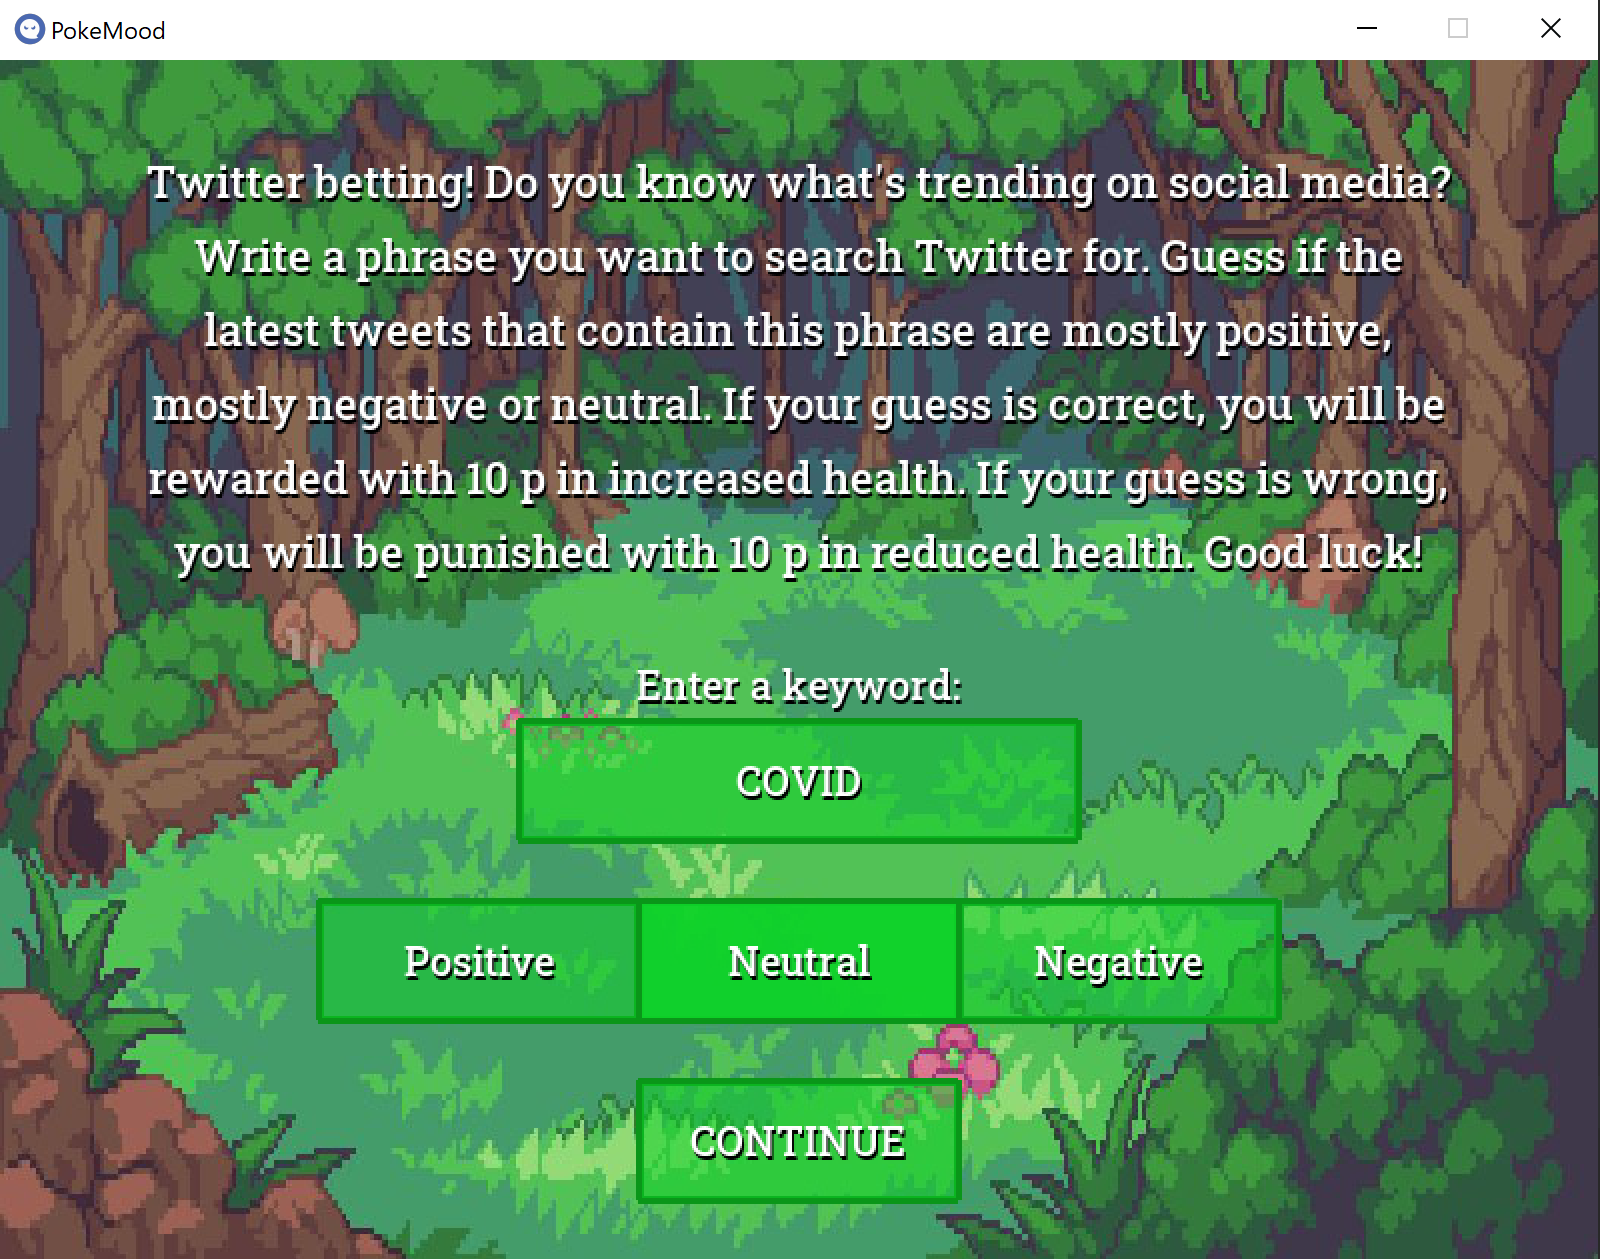 PokeMood
Twitter betting! Do you know what's trending on social media?
Write a phrase you want to search Twitter for. Guess if the
latest tweets that contain this phrase are mostly positive,
mostly negative or neutral. If your guess is correct, you will be
rewarded with 10 p in increased health. If your guess is wrong,
you will be punished with 10 p in reduced health. Good luck!
Enter a keyword:
COVID
Positive Neutral Negative
CONTINUE